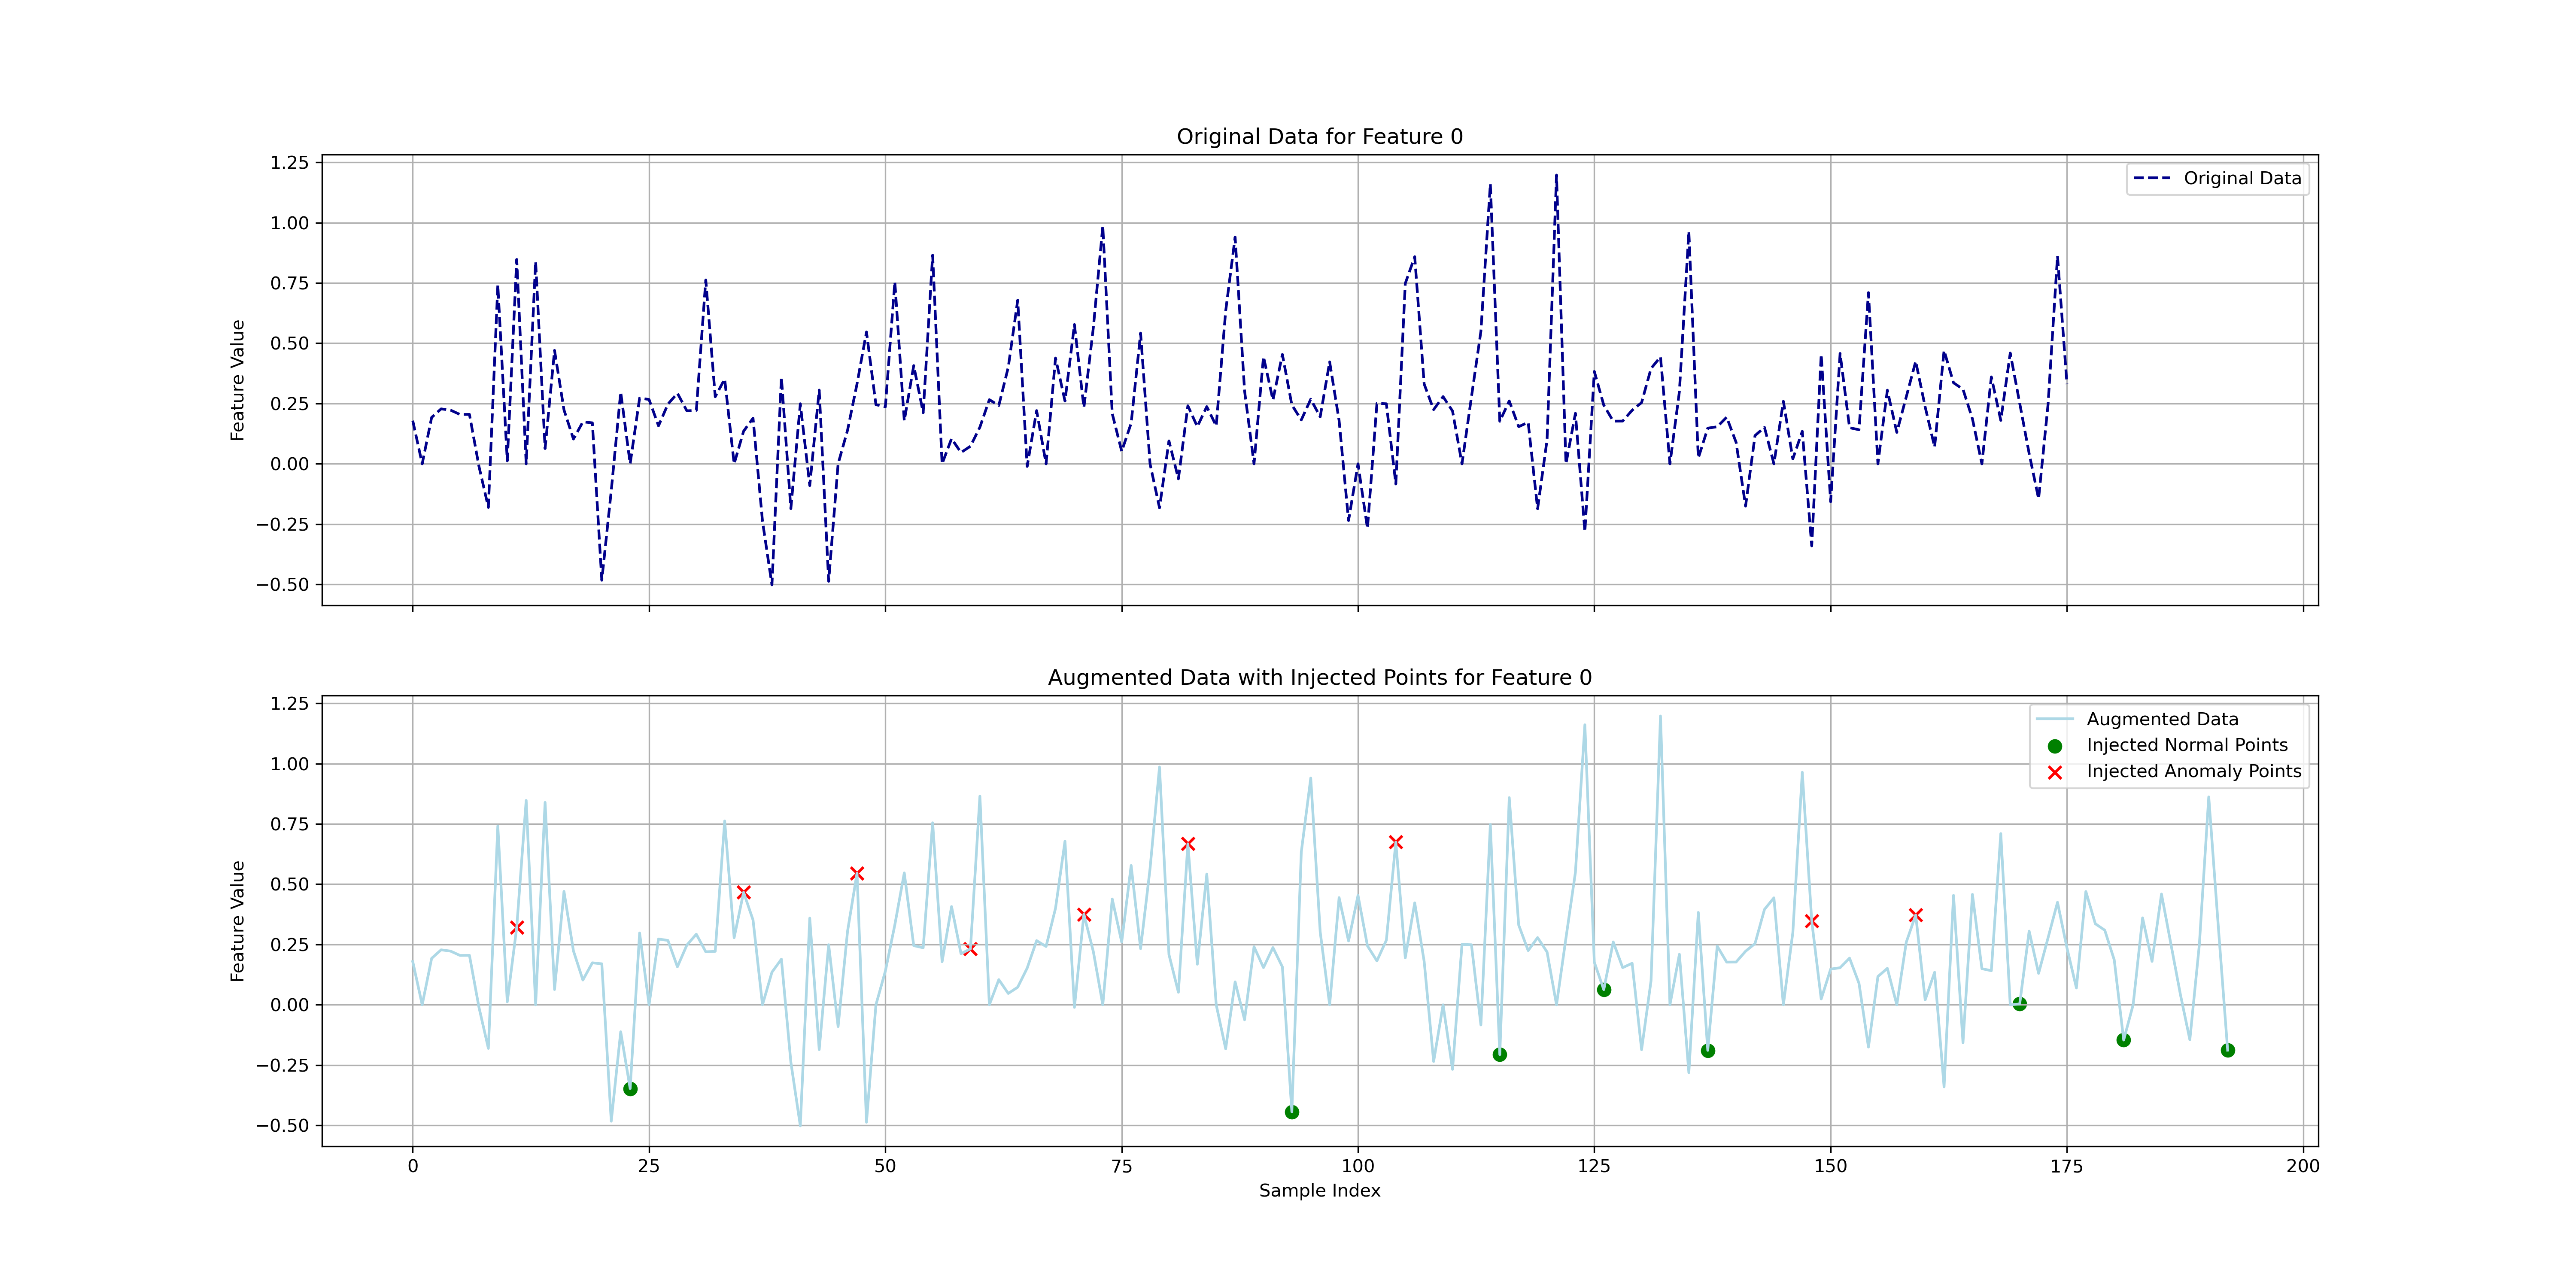 Original Data for Feature 0
1.25
1.00
0.75
0.50
0.25
0.00
−0.25
−0.50
Feature Value
Original Data
Augmented Data with Injected Points for Feature 0
1.25
1.00
0.75
0.50
0.25
0.00
−0.25
−0.50
Feature Value
Augmented Data
Injected Normal Points
Injected Anomaly Points
0 25 50 75 100 125 150 175 200
Sample Index